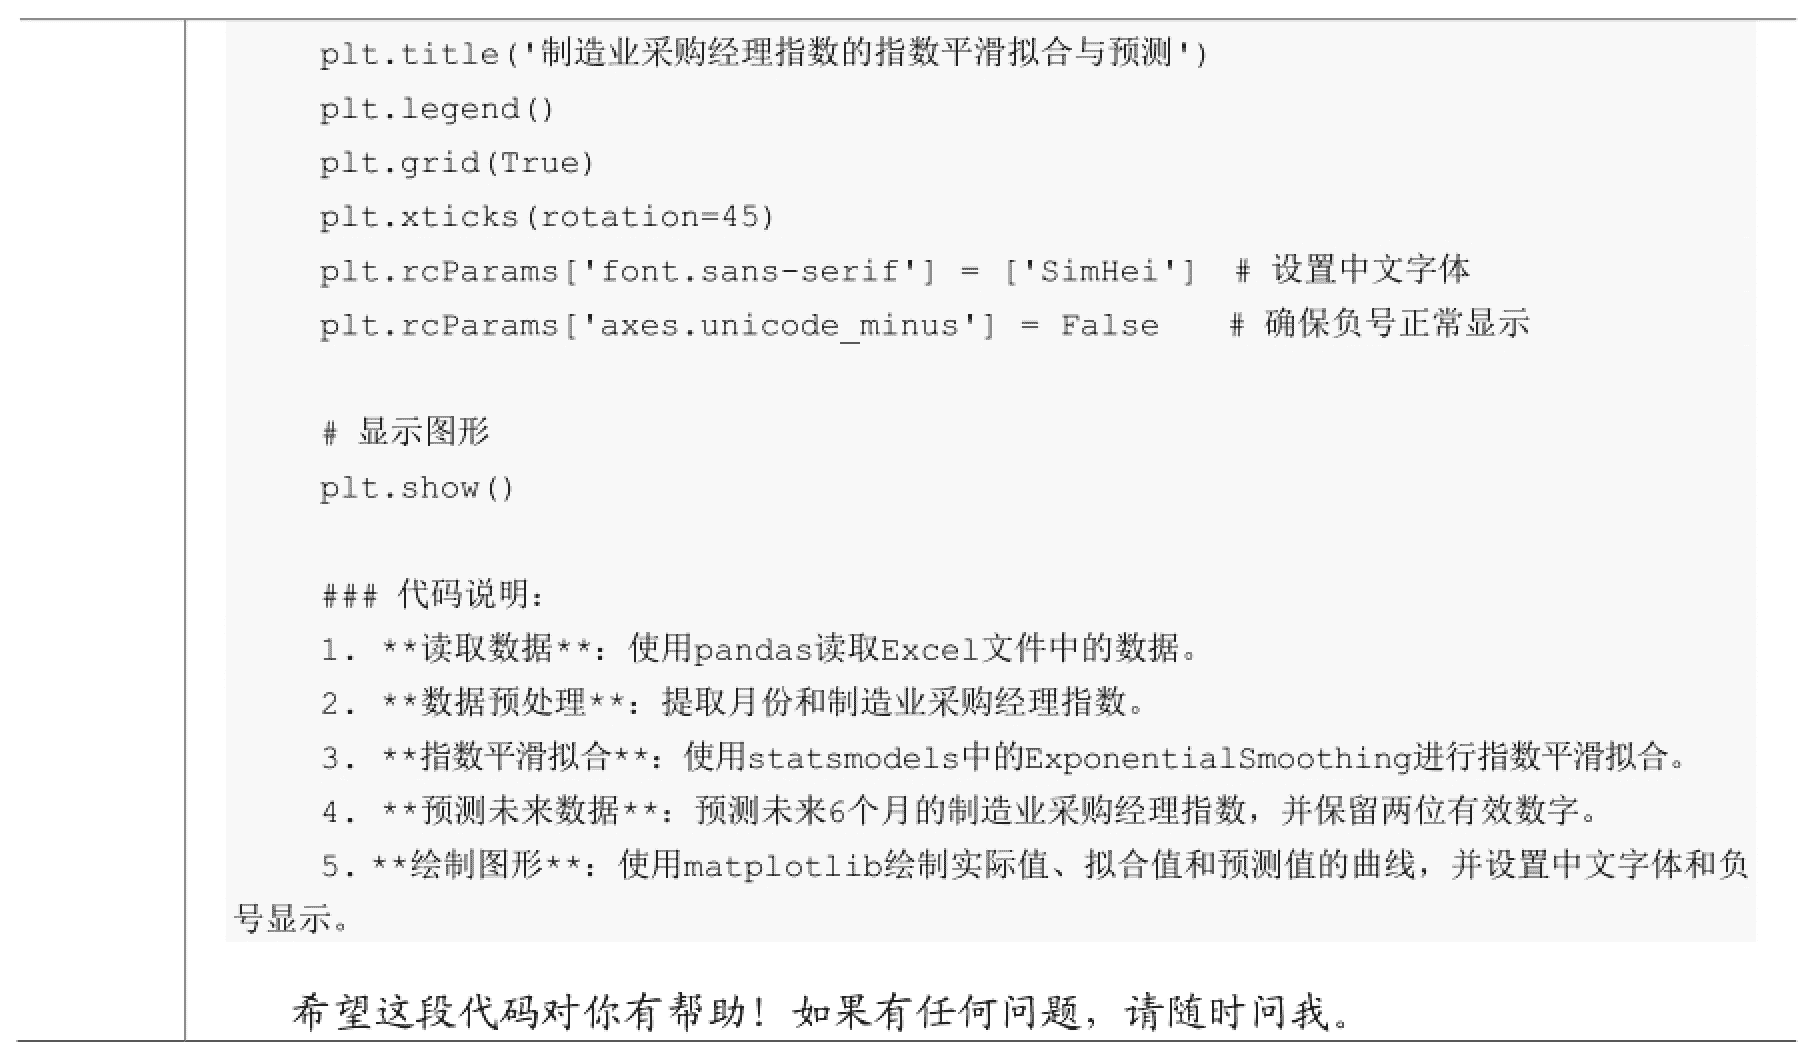 plt.title('制造业采购经理指数的指数平滑拟合与预测')
plt.legend()
plt.grid(True)
plt.xticks(rotation=45)
plt.rcParams['font.sans-serif'] = ['SimHei']  # 设置中文字体
plt.rcParams['axes.unicode_minus'] = False   # 确保负号正常显示
# 显示图形
plt.show()
### 代码说明：
1. **读取数据**：使用pandas读取Excel文件中的数据。
2. **数据预处理**：提取月份和制造业采购经理指数。
3. **指数平滑拟合**：使用statsmodels中的ExponentialSmoothing进行指数平滑拟合。
4. **预测未来数据**：预测未来6个月的制造业采购经理指数，并保留两位有效数字。
5. **绘制图形**：使用matplotlib绘制实际值、拟合值和预测值的曲线，并设置中文字体和负
号显示。
希望这段代码对你有帮助！如果有任何问题，请随时问我。